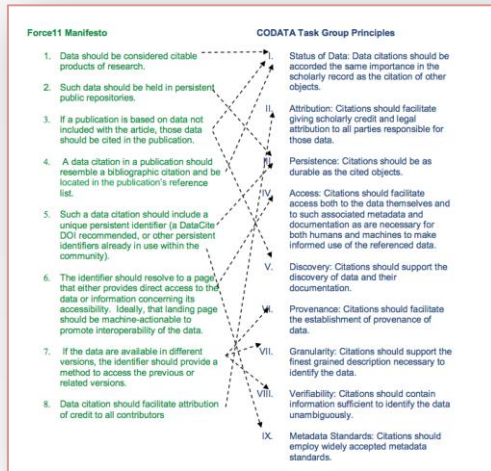 Force11 Manifesto
1. Data should be considered citable
products of research.
2. Such data should be held in persistent
public repositories.
3. If a publication is based on data not
included with the article, those data
should be cited in the publication.
4. A data citation in a publication should
resemble a bibliographic citation and be
located in the publication's reference
list.
5. Such a data citation should include a
unique persistent identifier (a DataCite
DOI recommended, or other persistent
identifiers already in use within the
community).
6. The identifier should resolve to a page
that either provides direct access to the
data or information concerning its
accessibility. Ideally, that landing page
should be machine-actionable to
promote interoperability of the data.
7. If the data are available in different
versions, the identifier should provide a
method to access the previous or
related versions.
8. Data citation should facilitate attribution
of credit to all contributors
CODATA Task Group Principles
I. Status of Data: Data citations should be
accorded the same importance in the
scholarly record as the citation of other
objects.
II. Attribution: Citations should facilitate
giving scholarly credit and legal
attribution to all parties responsible for
those data.
III. Persistence: Citations should be as
durable as the cited objects.
IV. Access: Citations should facilitate
access both to the data themselves and
to such associated metadata and
documentation as are necessary for
both humans and machines to make
informed use of the referenced data.
V. Discovery: Citations should support the
discovery of data and their
documentation.
VI. Provenance: Citations should facilitate
the establishment of provenance of
data.
VII. Granularity: Citations should support the
finest grained description necessary to
identify the data.
VIII. Verifiability: Citations should contain
information sufficient to identify the data
unambiguously.
IX. Metadata Standards: Citations should
employ widely accepted metadata
standards.